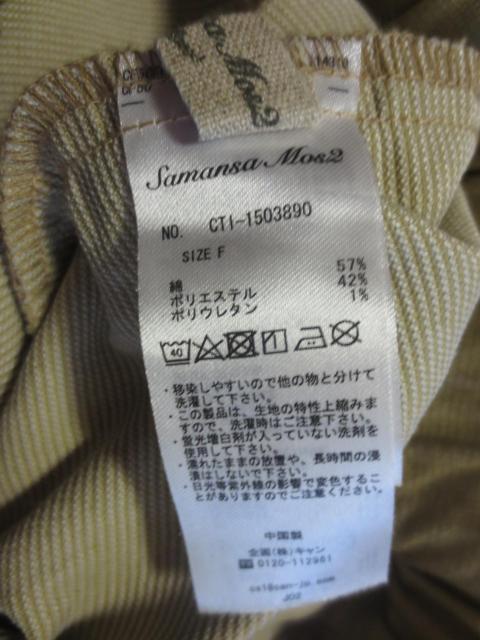 Samansa Mos2
NO. CTI-1503890
SIZE F
綿 57%
ポリエステル 42%
ポリウレタン 1%
40
・移染しやすいので他の物と分けて
洗濯して下さい。
・この製品は、生地の特性上縮みま
すので、洗濯時はご注意下さい。
・蛍光増白剤が入っていない洗剤を
使用して下さい。
・濡れたままの放置や、長時間の浸
漬はしないで下さい。
・日光等紫外線の影響で変色するこ
とがありますのでご注意ください。
中国製
企画(株)キャン
0120-112961
cs1@can-jp.com
J02